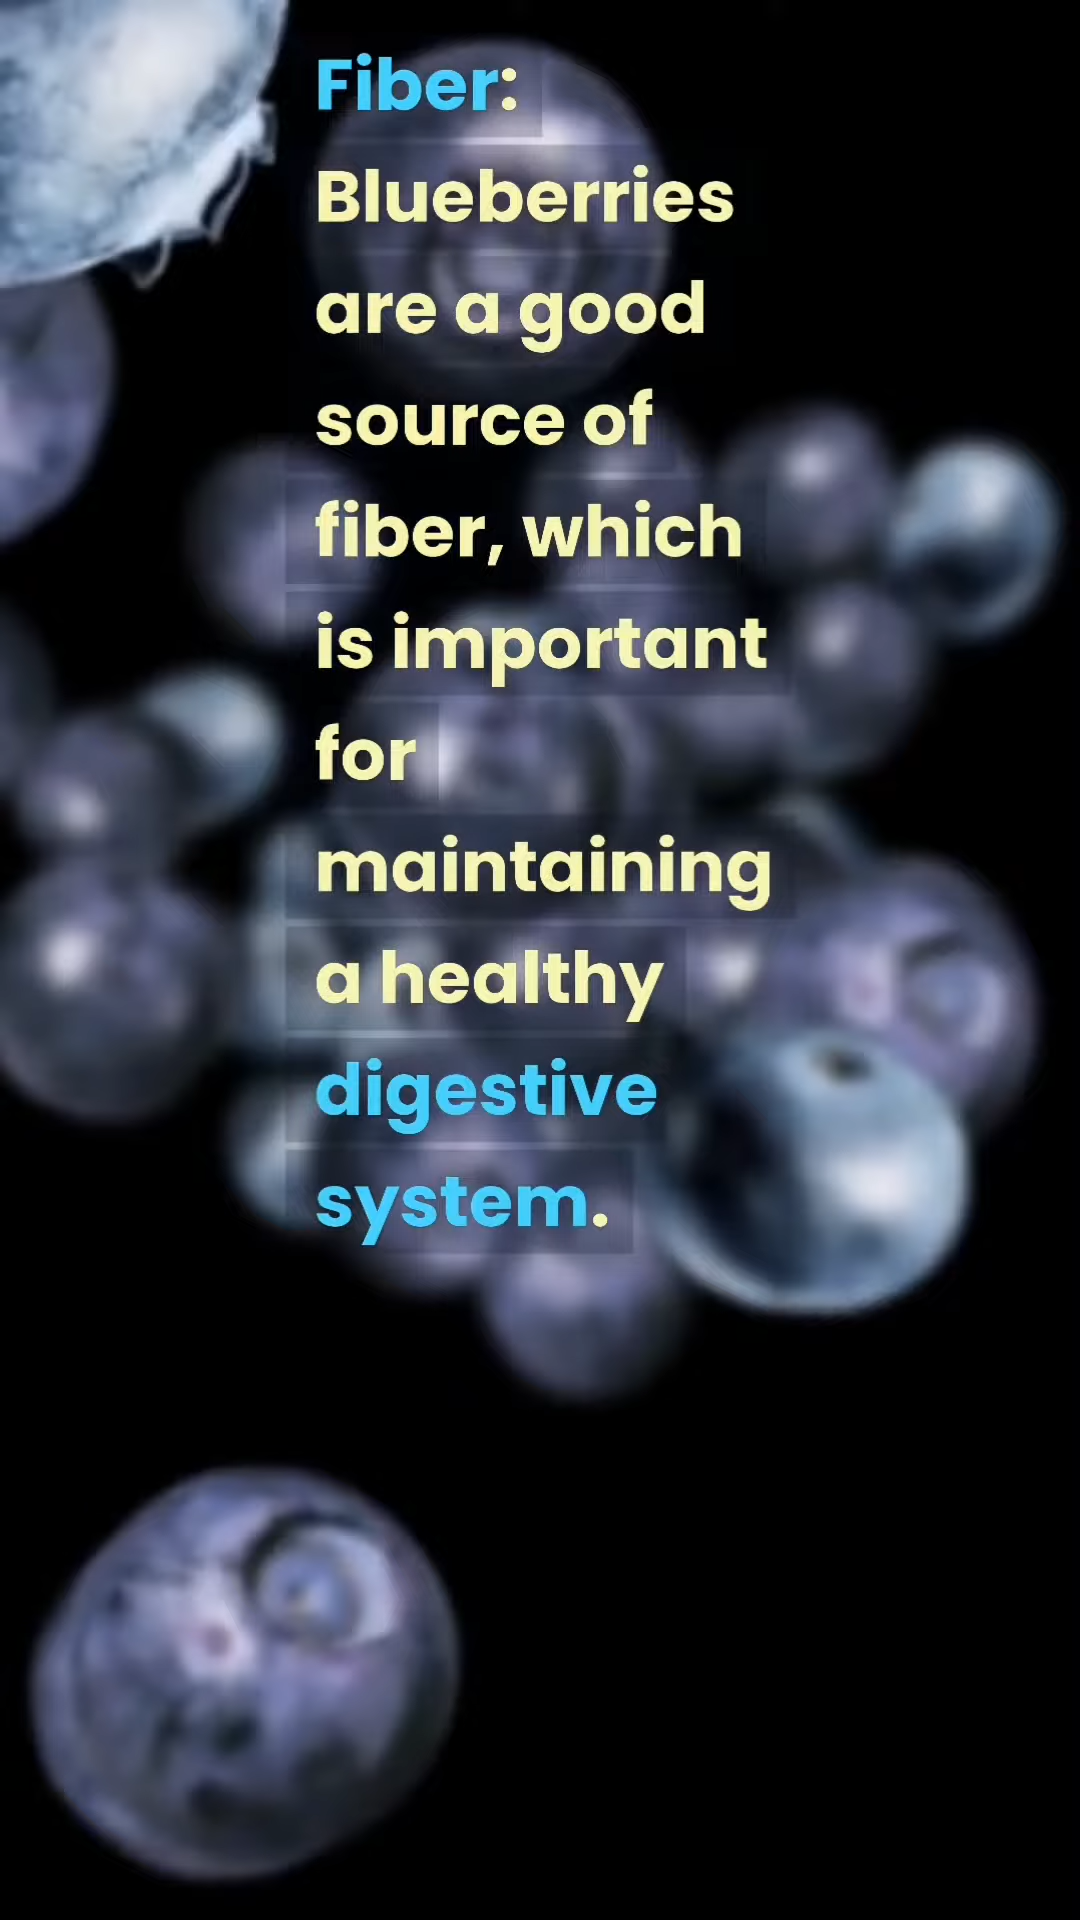 Fiber:
Blueberries
are a good
source of
fiber, which
is important
for
maintaining
a healthy
digestive
system.